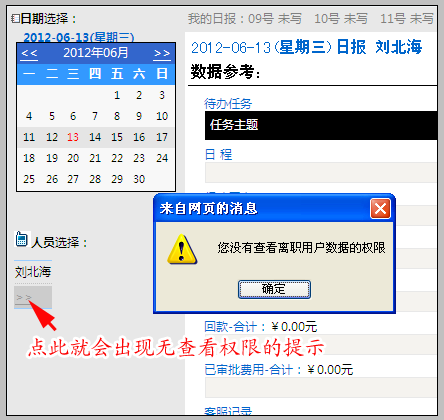 日期选择：
2012-06-13(星期三)
<< 2012年06月 >>
一 二 三 四 五 六 日
1 2 3
4 5 6 7 8 9 10
11 12 13 14 15 16 17
18 19 20 21 22 23 24
25 26 27 28 29 30
人员选择：
刘北海
>>
我的日报：09号 未写 10号 未写 11号 未写
2012-06-13(星期三)日报 刘北海
数据参考：
待办任务
任务主题
日 程
来自网页的消息
您没有查看离职用户数据的权限
确定
点此就会出现无查看权限的提示
回款-合计：￥0.00元
已审批费用-合计：￥0.00元
客服记录